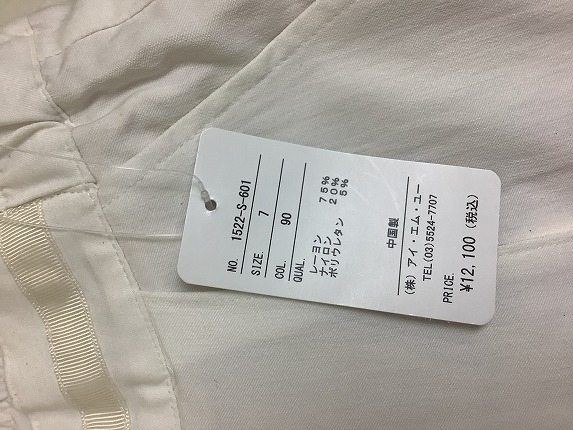 NO. 1522-S-601
SIZE. 7
COL. 90
QUAL.
レーヨン 75%
ナイロン 20%
ポリウレタン 5%
中国製
(株) アイ・エム・ユー
TEL(03)5524-7707
PRICE.
¥12,100 (税込)